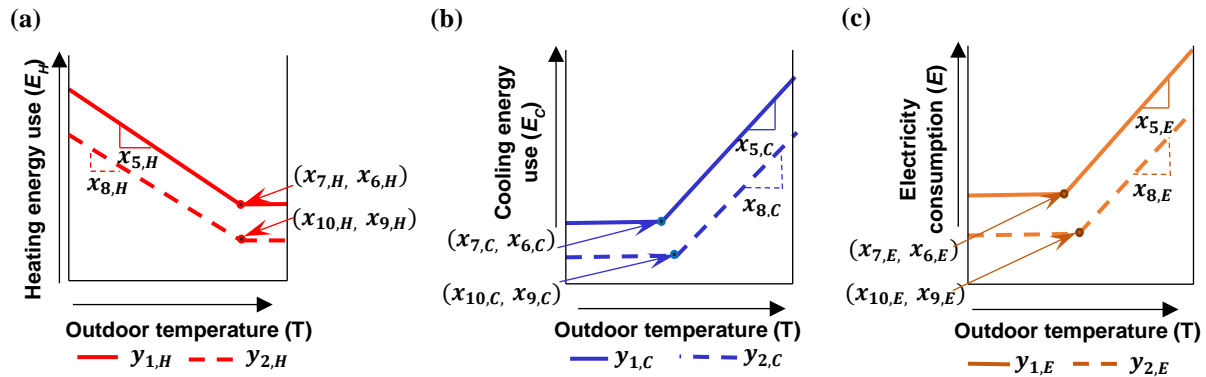 (a)
Heating energy use (E_H)
x_{5,H}
x_{8,H}
(x_{7,H}, x_{6,H})
(x_{10,H}, x_{9,H})
Outdoor temperature (T)
y_{1,H} y_{2,H}
(b)
Cooling energy
use (E_C)
x_{5,C}
x_{8,C}
(x_{7,C}, x_{6,C})
(x_{10,C}, x_{9,C})
Outdoor temperature (T)
y_{1,C} y_{2,C}
(c)
Electricity
consumption (E)
x_{5,E}
x_{8,E}
(x_{7,E}, x_{6,E})
(x_{10,E}, x_{9,E})
Outdoor temperature (T)
y_{1,E} y_{2,E}